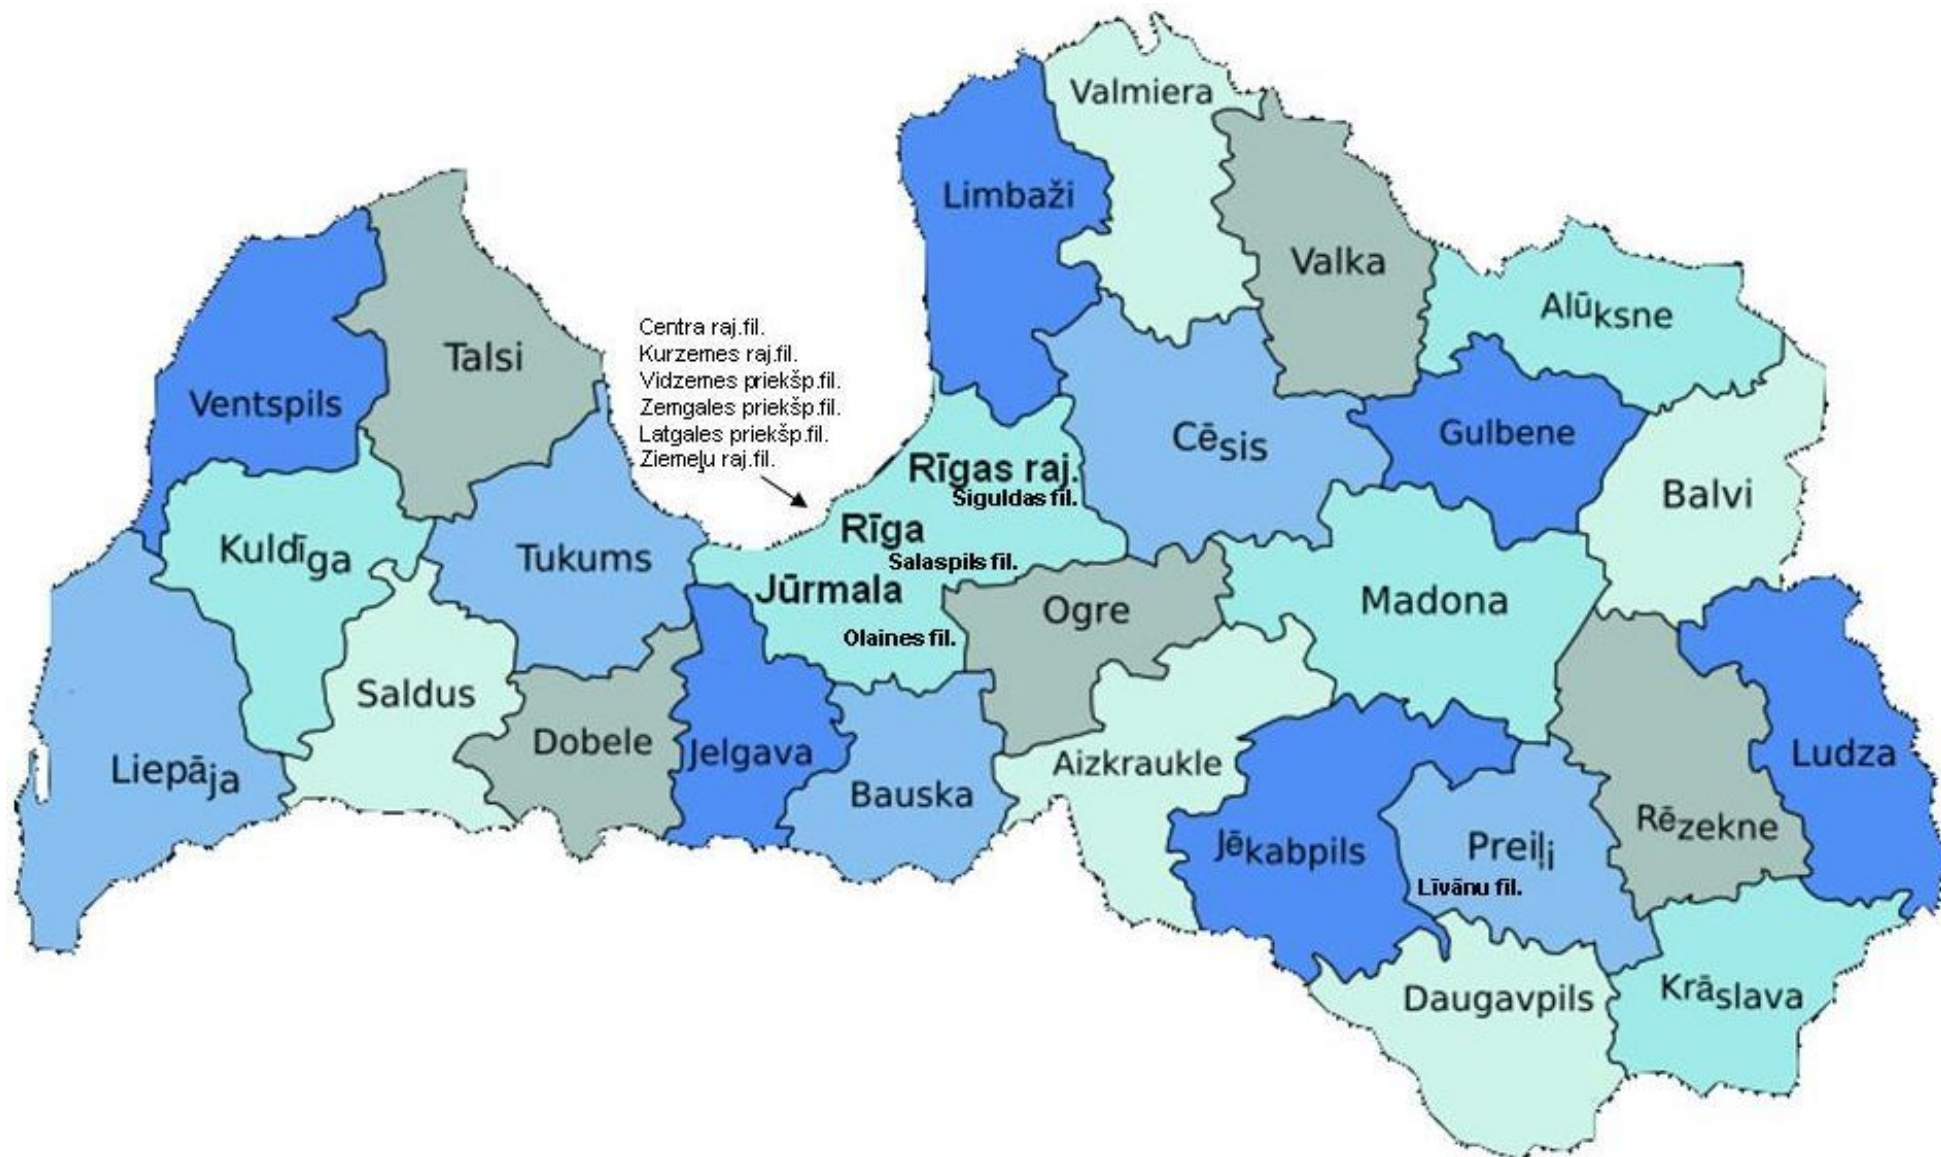 Valmiera
Limbaži
Valka
Alūksne
Talsi
Ventspils
Centra raj.fil.
Kurzemes raj.fil.
Vidzemes priekšp.fil.
Zemgales priekšp.fil.
Latgales priekšp.fil.
Ziemeļu raj.fil.
Cēsis
Gulbene
Rīgas raj.
Siguldas fil.
Balvi
Rīga
Salaspils fil.
Kuldīga
Tukums
Jūrmala
Olaines fil.
Ogre
Madona
Saldus
Dobele
Jelgava
Liepāja
Bauska
Aizkraukle
Ludza
Jēkabpils
Preiļi
Līvānu fil.
Rēzekne
Daugavpils
Krāslava